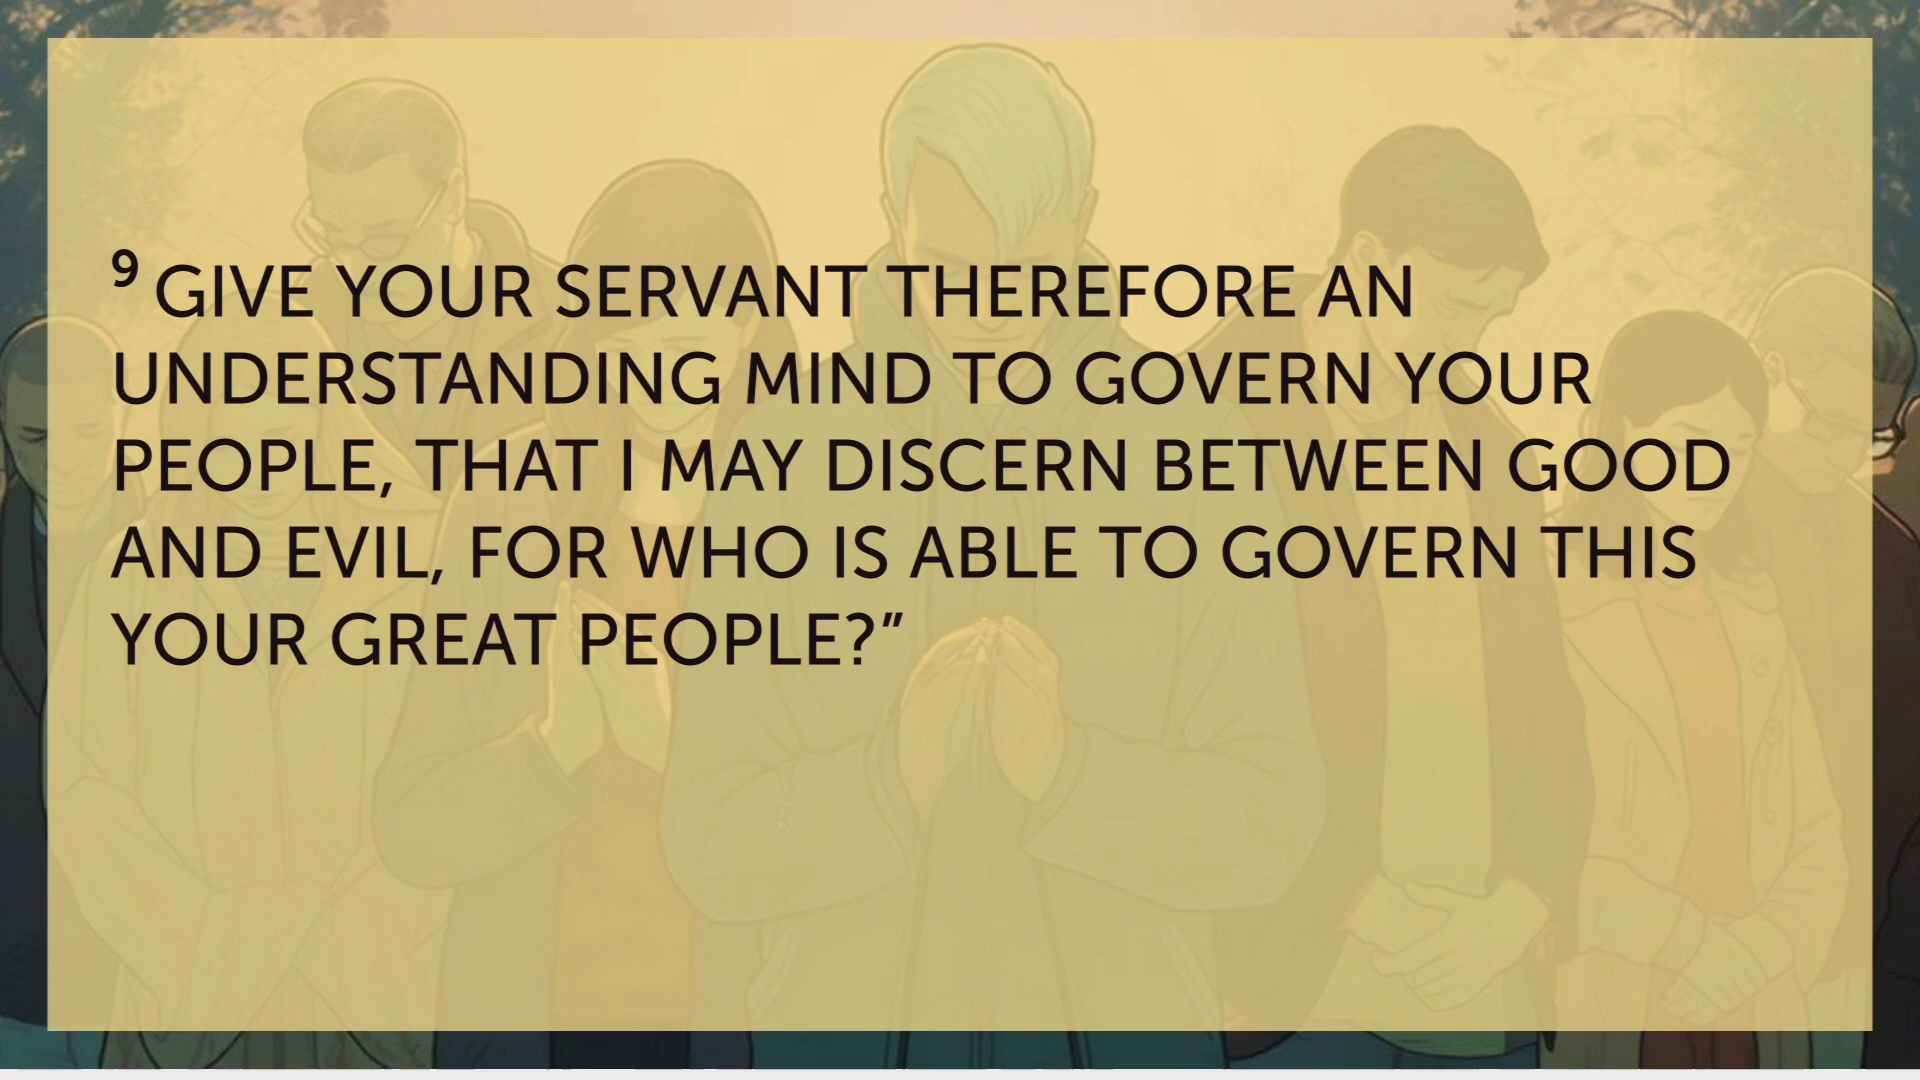 ⁹ GIVE YOUR SERVANT THEREFORE AN
UNDERSTANDING MIND TO GOVERN YOUR
PEOPLE, THAT I MAY DISCERN BETWEEN GOOD
AND EVIL, FOR WHO IS ABLE TO GOVERN THIS
YOUR GREAT PEOPLE?”